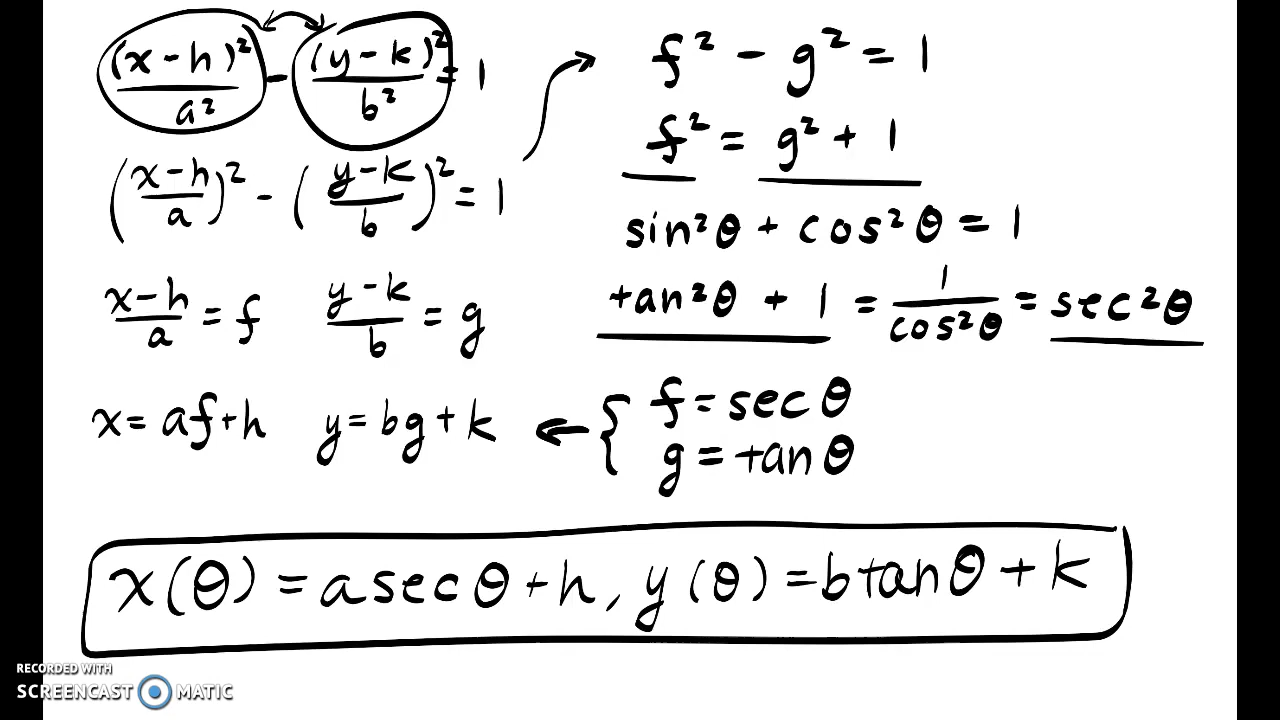 (x-h)²/a² - (y-k)²/b² = 1
((x-h)/a)² - ((y-k)/b)² = 1
(x-h)/a = f   (y-k)/b = g
x = af+h   y = bg+k
f² - g² = 1
f² = g² + 1
sin²θ + cos²θ = 1
tan²θ + 1 = 1/cos²θ = sec²θ
f = sec θ
g = tan θ
x(θ) = a sec θ + h, y(θ) = b tan θ + k
RECORDED WITH
SCREENCAST MATIC